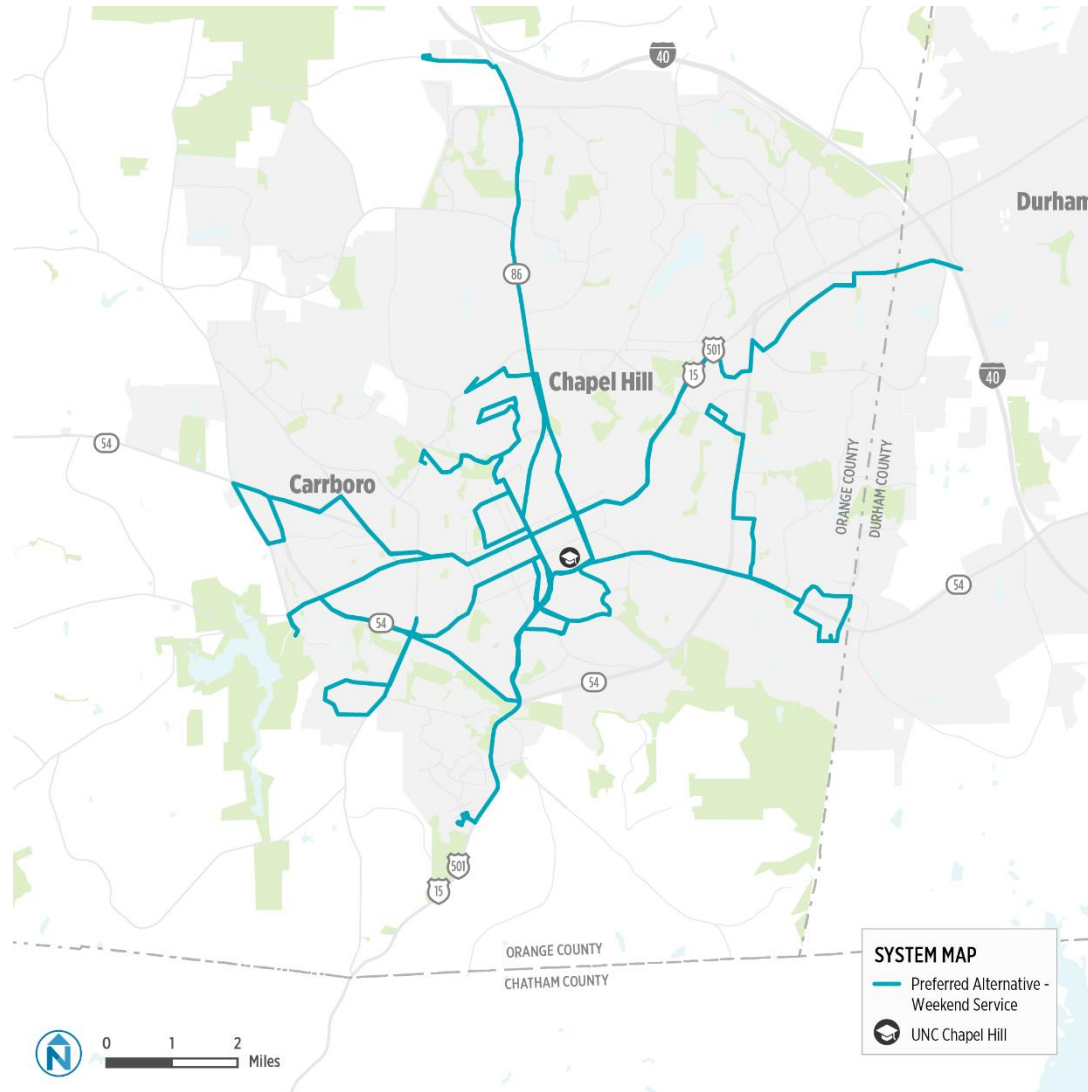 40
Durham
86
501
15
Chapel Hill
40
54
Carrboro
ORANGE COUNTY
DURHAM COUNTY
54
54
54
501
15
ORANGE COUNTY
CHATHAM COUNTY
SYSTEM MAP
Preferred Alternative -
Weekend Service
UNC Chapel Hill
N
0 1 2
Miles